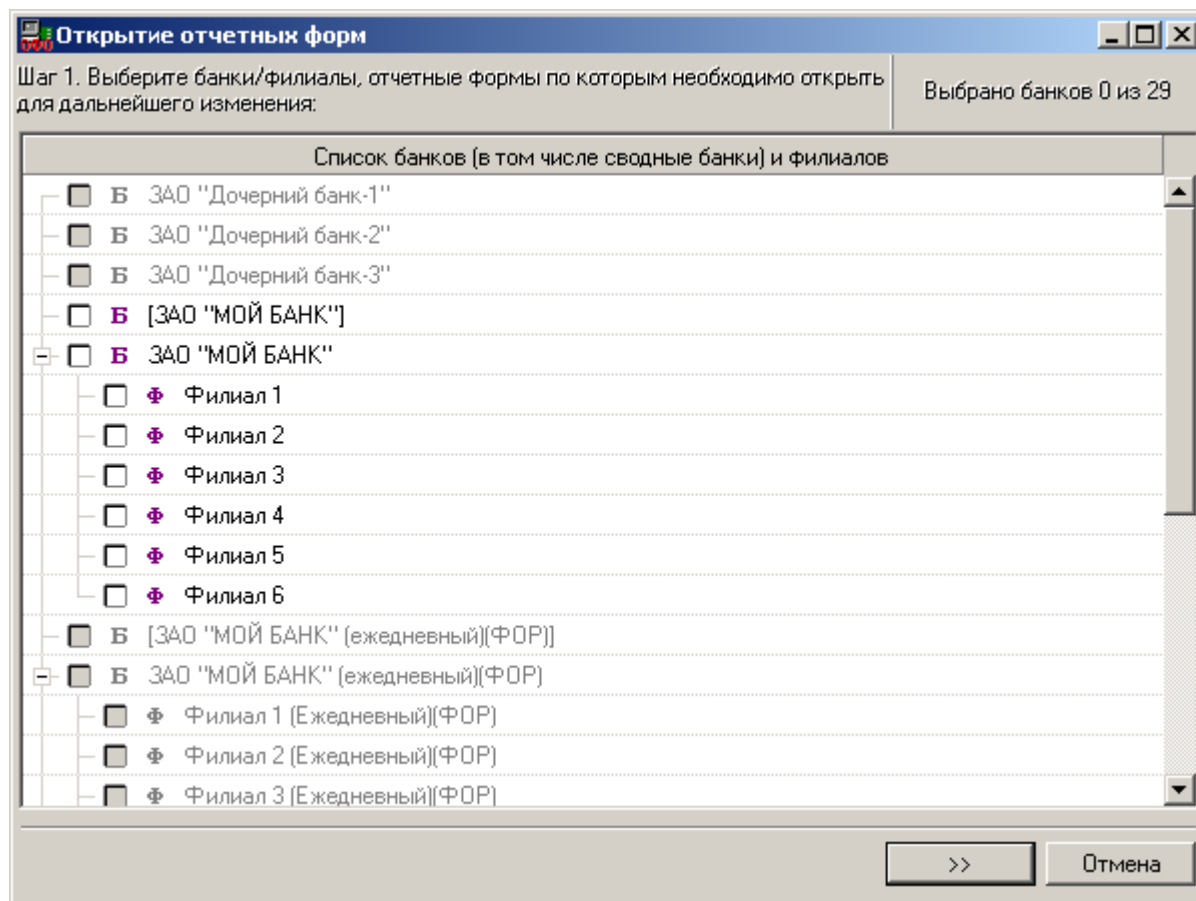 Открытие отчетных форм
Шаг 1. Выберите банки/филиалы, отчетные формы по которым необходимо открыть
для дальнейшего изменения:
Выбрано банков 0 из 29
Список банков (в том числе сводные банки) и филиалов
Б ЗАО "Дочерний банк-1"
Б ЗАО "Дочерний банк-2"
Б ЗАО "Дочерний банк-3"
Б [ЗАО "МОЙ БАНК"]
Б ЗАО "МОЙ БАНК"
Ф Филиал 1
Ф Филиал 2
Ф Филиал 3
Ф Филиал 4
Ф Филиал 5
Ф Филиал 6
Б [ЗАО "МОЙ БАНК" (ежедневный)(ФОР)]
Б ЗАО "МОЙ БАНК" (ежедневный)(ФОР)
Ф Филиал 1 (Ежедневный)(ФОР)
Ф Филиал 2 (Ежедневный)(ФОР)
Ф Филиал 3 (Ежедневный)(ФОР)
>> Отмена